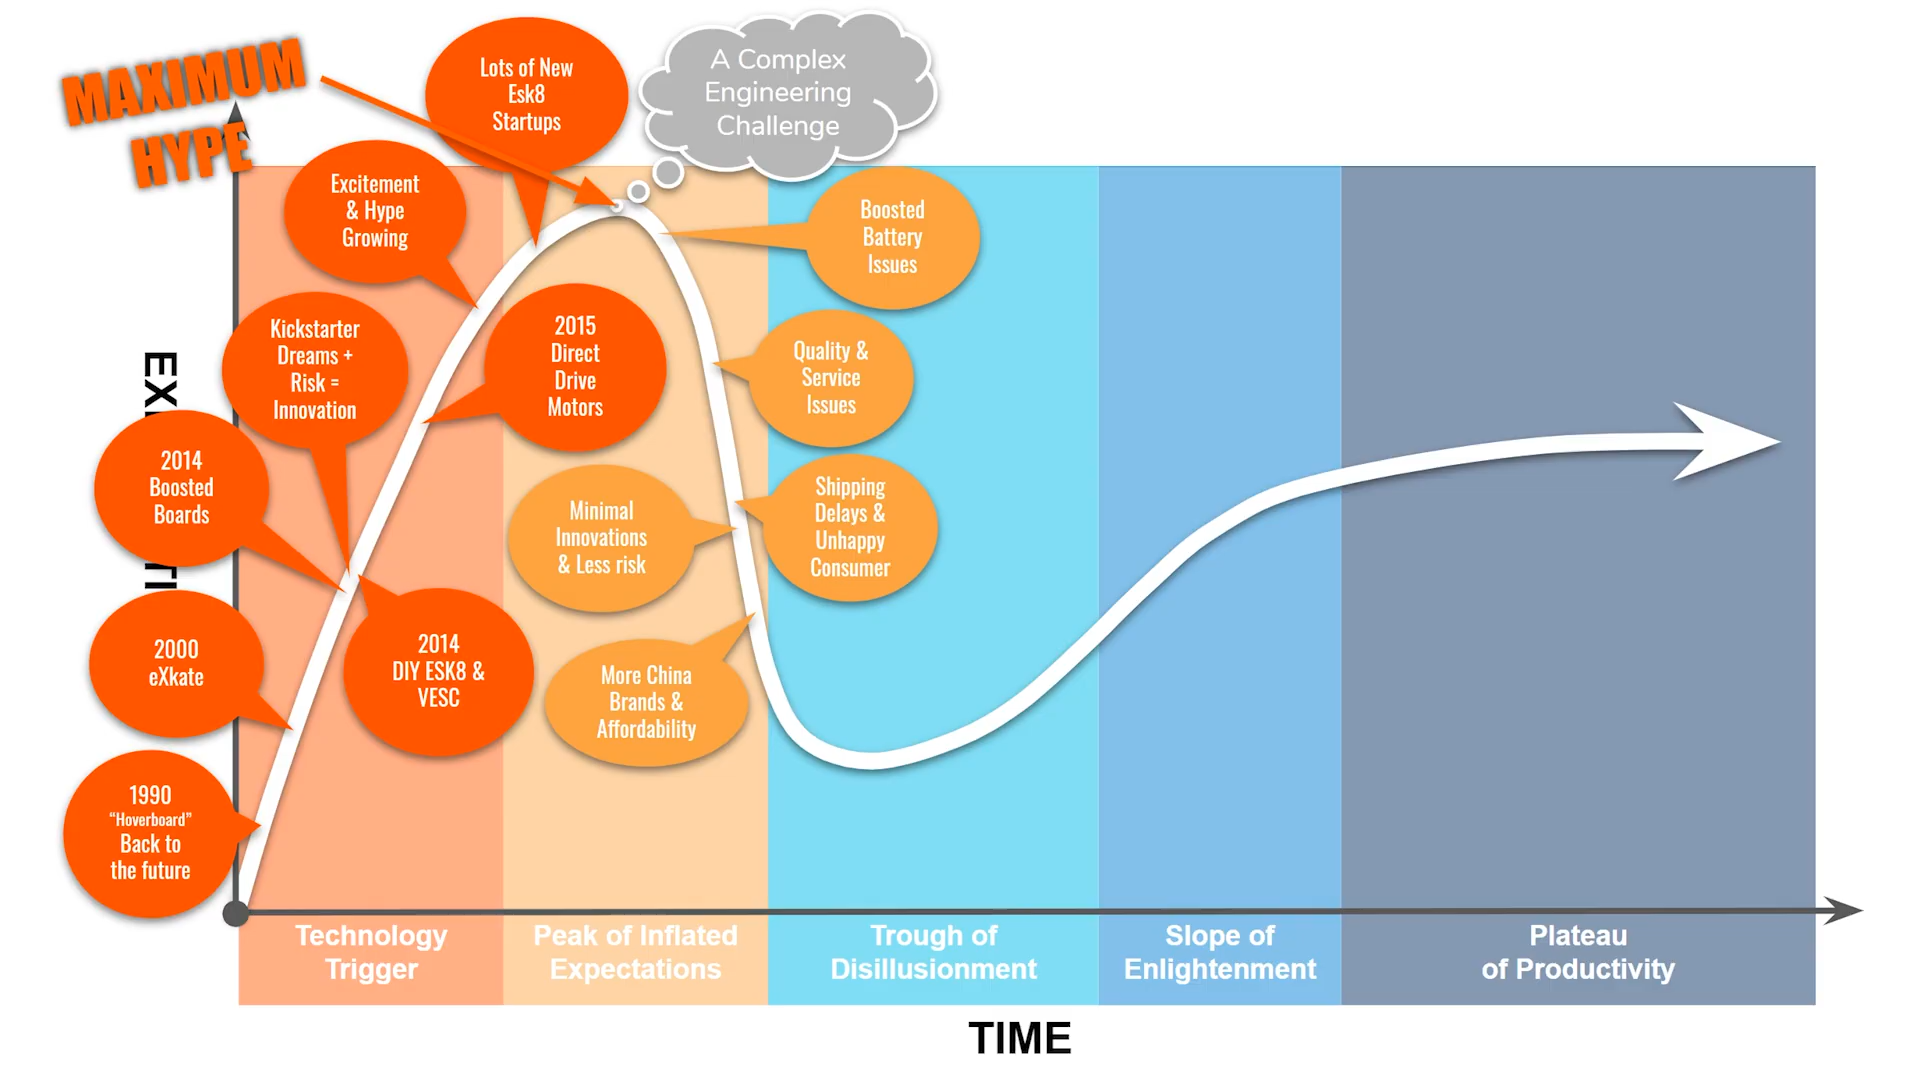 MAXIMUM
HYPE
Lots of New
Esk8
Startups
A Complex
Engineering
Challenge
Excitement
& Hype
Growing
Boosted
Battery
Issues
Kickstarter
Dreams +
Risk =
Innovation
2015
Direct
Drive
Motors
Quality &
Service
Issues
2014
Boosted
Boards
Minimal
Innovations
& Less risk
Shipping
Delays &
Unhappy
Consumer
2000
eXkate
2014
DIY ESK8 &
VESC
More China
Brands &
Affordability
1990
“Hoverboard”
Back to
the future
Technology
Trigger
Peak of Inflated
Expectations
Trough of
Disillusionment
Slope of
Enlightenment
Plateau
of Productivity
TIME